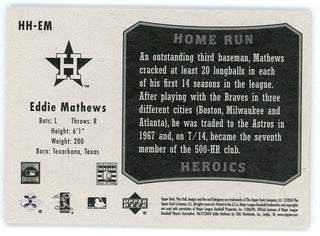 HH-EM
H
TM
Eddie Mathews
Bats: L Throws: R
Height: 6'1"
Weight: 200
Born: Texarkana, Texas
HOME RUN
An outstanding third baseman, Mathews
cracked at least 20 longballs in each
of his first 14 seasons in the league.
After playing with the Braves in three
different cities (Boston, Milwaukee and
Atlanta), he was traded to the Astros in
1967 and, on 7/14, became the seventh
member of the 500-HR club.
HEROICS
UPPER DECK